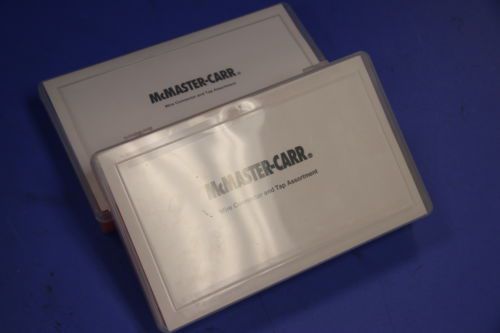 McMASTER-CARR®
Wire Connector and Tap Assortment
McMASTER-CARR®
Wire Connector and Tap Assortment